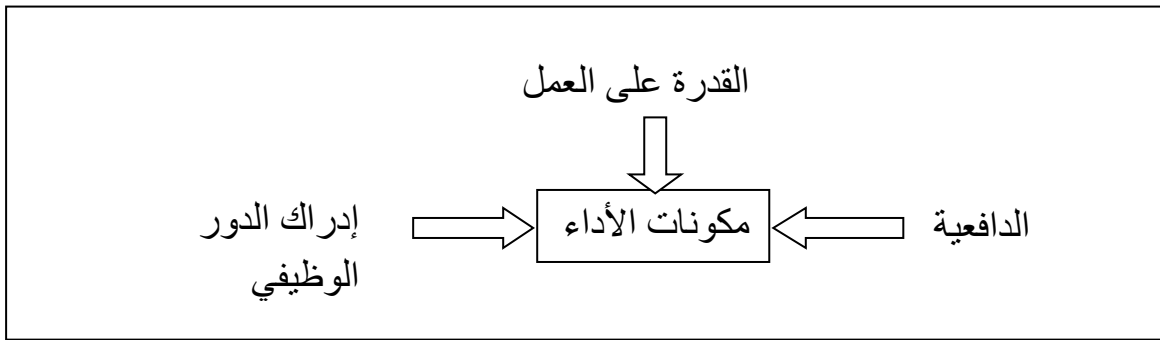 القدرة على العمل
الدافعية
مكونات الأداء
إدراك الدور
الوظيفي